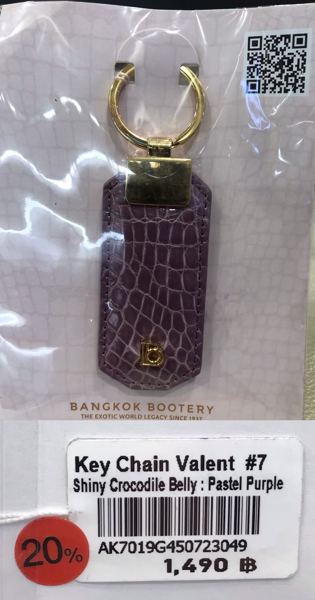 b
BANGKOK BOOTERY
THE EXOTIC WORLD LEGACY SINCE 1937
Key Chain Valent #7
Shiny Crocodile Belly : Pastel Purple
AK7019G450723049
20%
1,490 ฿